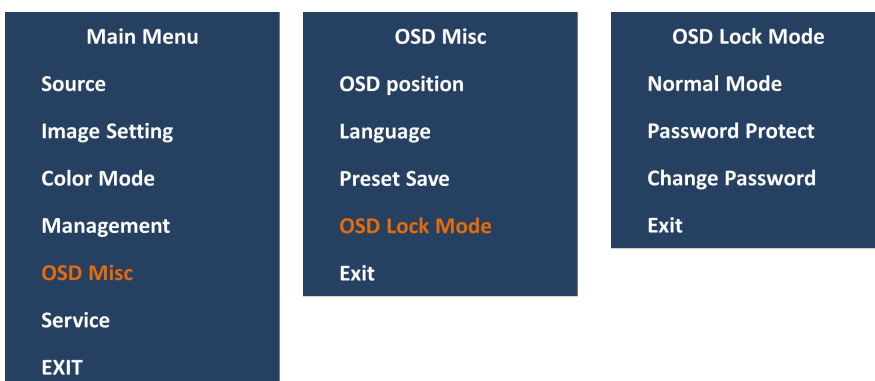 Main Menu
Source
Image Setting
Color Mode
Management
OSD Misc
Service
EXIT
OSD Misc
OSD position
Language
Preset Save
OSD Lock Mode
Exit
OSD Lock Mode
Normal Mode
Password Protect
Change Password
Exit